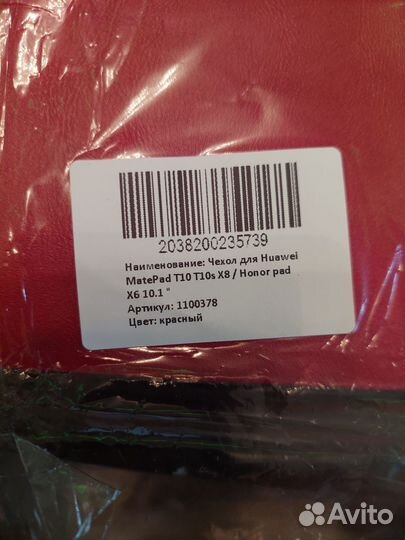 2038200235739
Наименование: Чехол для Huawei
MatePad T10 T10s X8 / Honor pad
X6 10.1 "
Артикул: 1100378
Цвет: красный
Avito